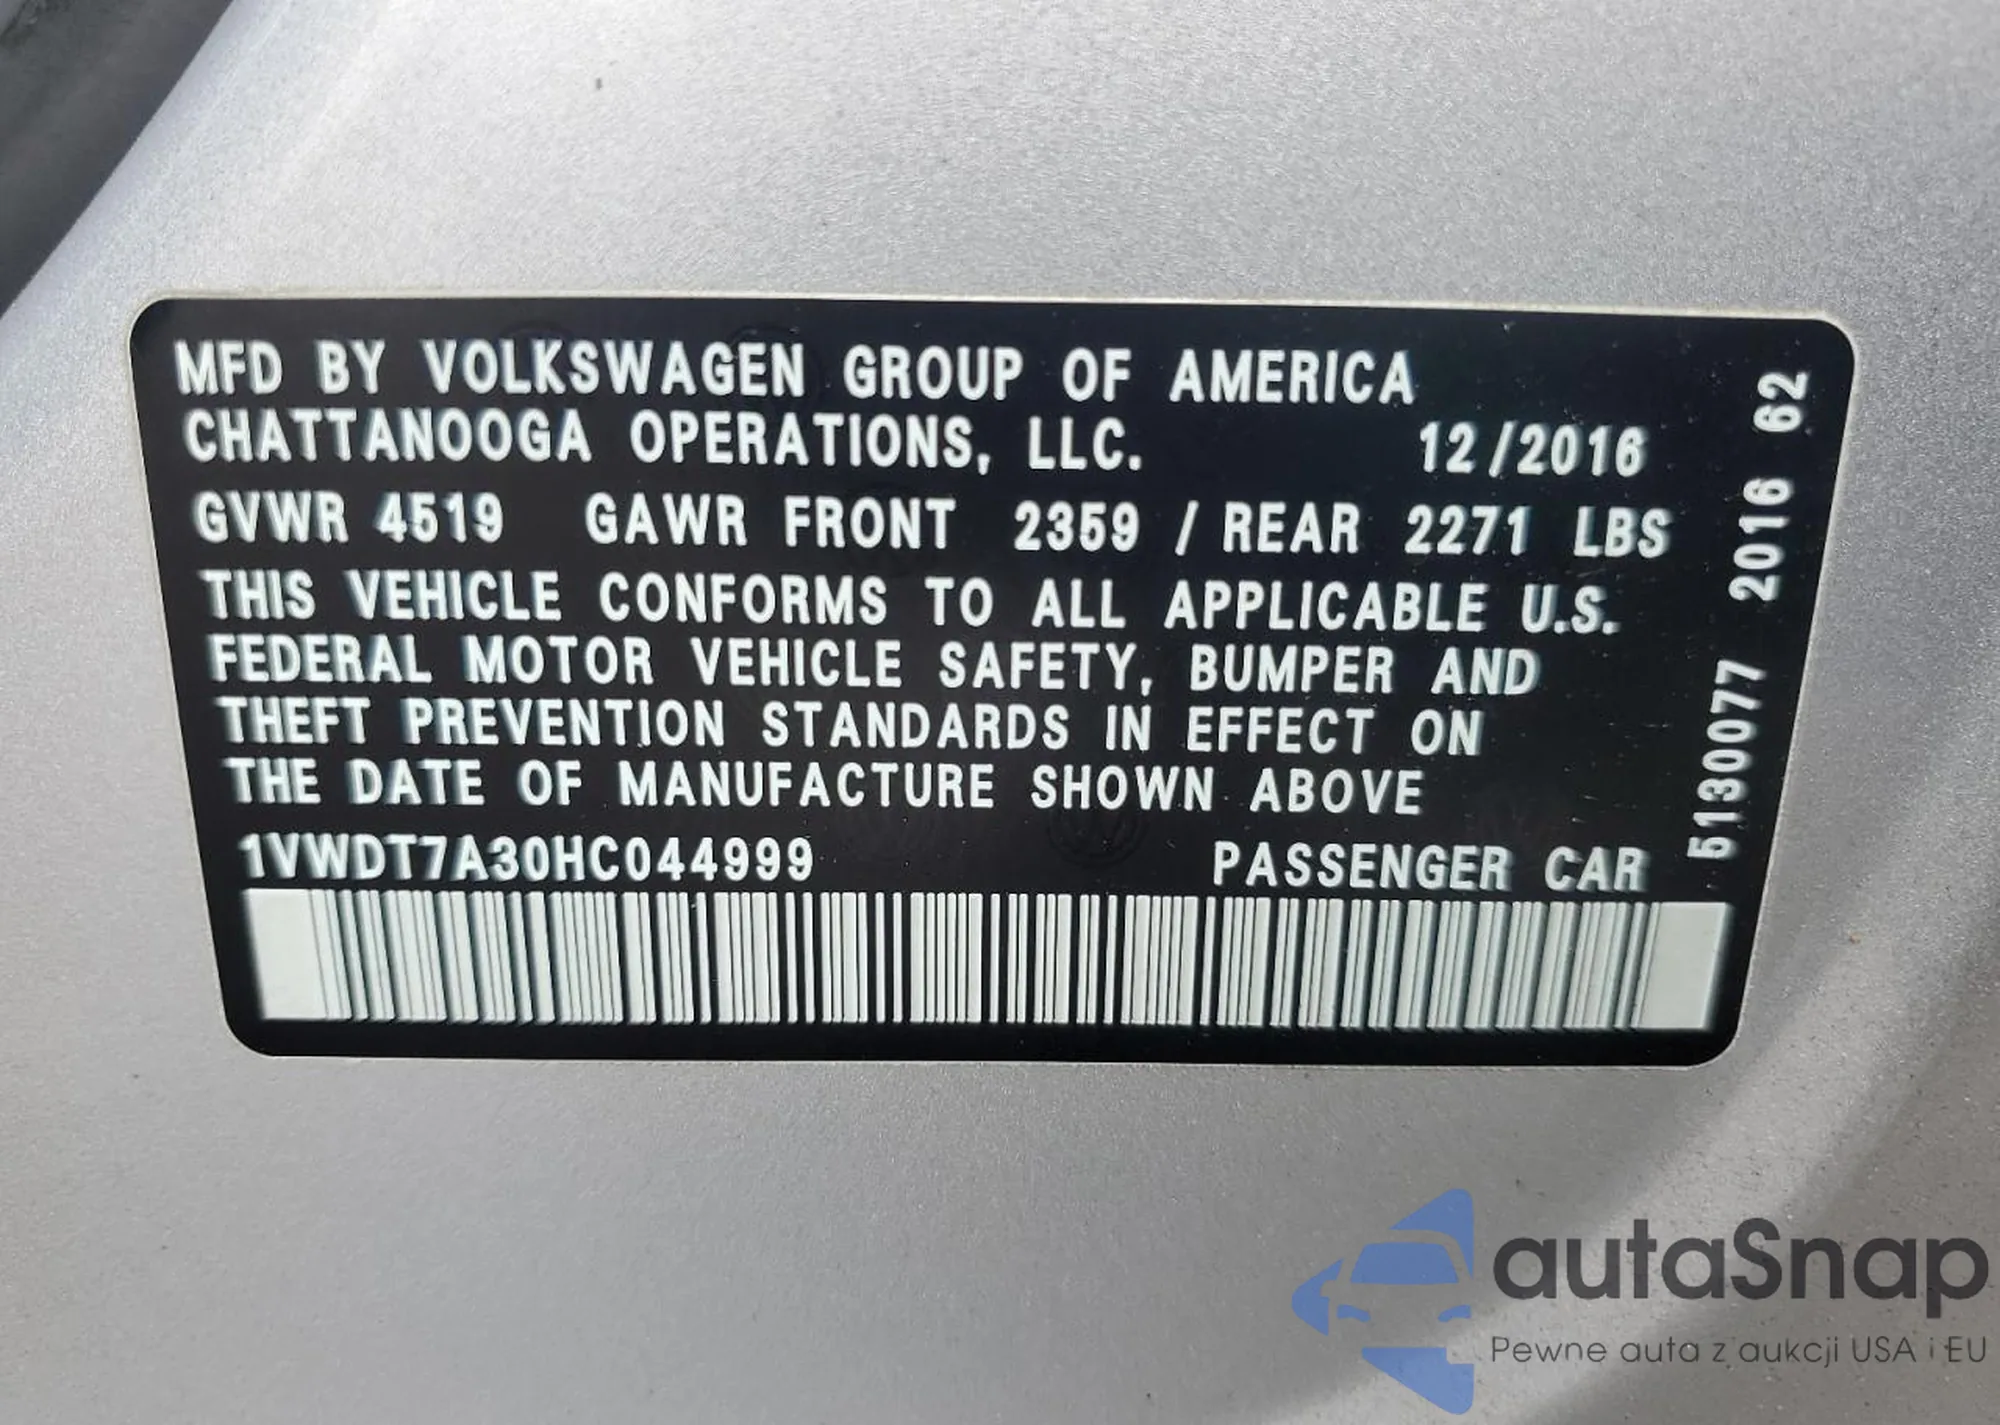 MFD BY VOLKSWAGEN GROUP OF AMERICA
CHATTANOOGA OPERATIONS, LLC. 12/2016
GVWR 4519 GAWR FRONT 2359 / REAR 2271 LBS
THIS VEHICLE CONFORMS TO ALL APPLICABLE U.S.
FEDERAL MOTOR VEHICLE SAFETY, BUMPER AND
THEFT PREVENTION STANDARDS IN EFFECT ON
THE DATE OF MANUFACTURE SHOWN ABOVE
1VWDT7A30HC044999 PASSENGER CAR
5130077 2016 62
autaSnap
Pewne auta z aukcji USA i EU